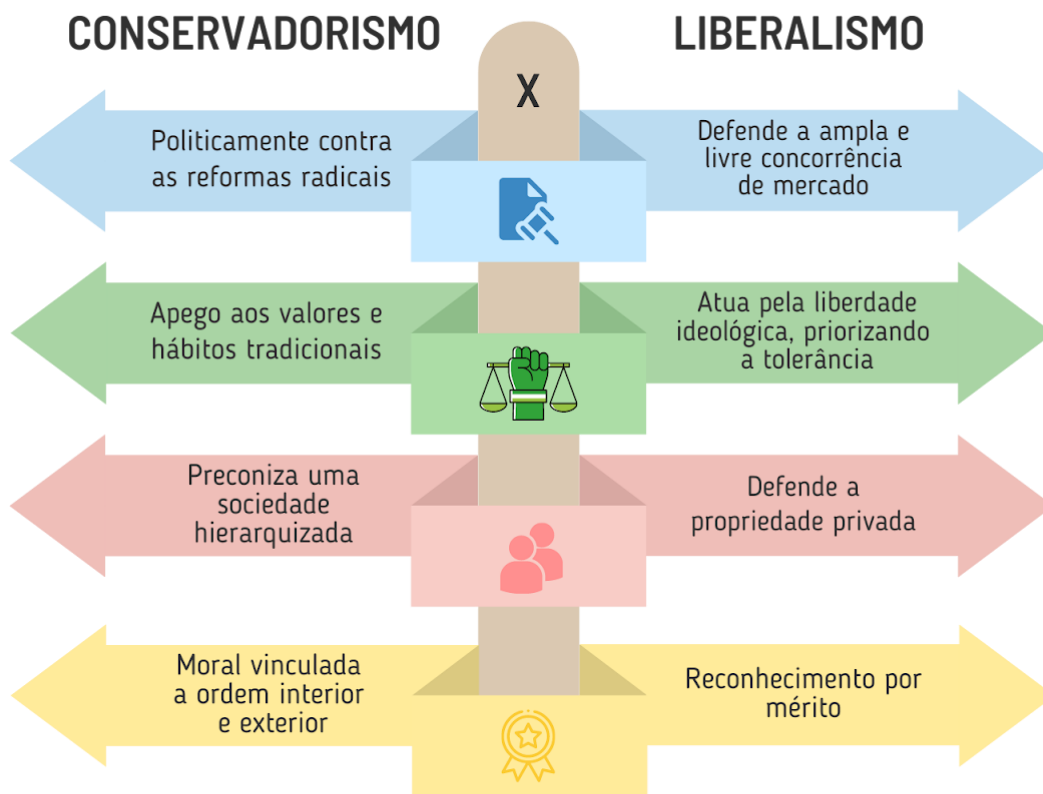 CONSERVADORISMO
LIBERALISMO
X
Politicamente contra
as reformas radicais
Defende a ampla e
livre concorrência
de mercado
Apego aos valores e
hábitos tradicionais
Atua pela liberdade
ideológica, priorizando
a tolerância
Preconiza uma
sociedade
hierarquizada
Defende a
propriedade privada
Moral vinculada
a ordem interior
e exterior
Reconhecimento por
mérito